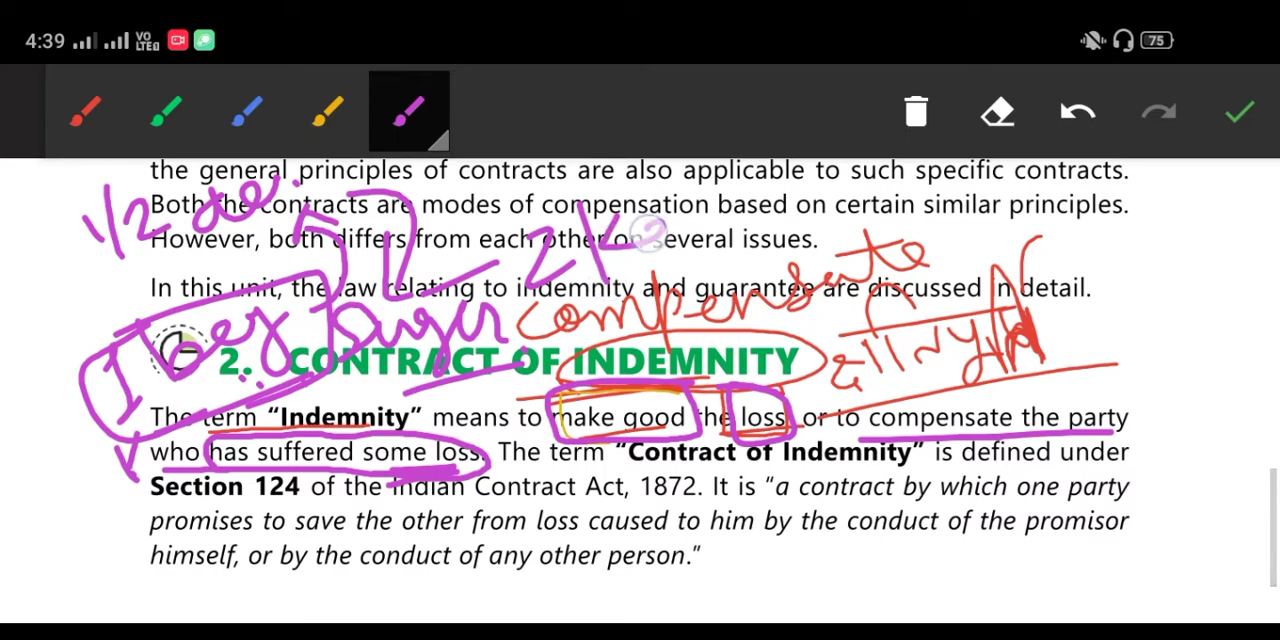 4:39 VO LTE 75
the general principles of contracts are also applicable to such specific contracts.
1/2 de.
Both the contracts are modes of compensation based on certain similar principles.
However, both differs from each other on several issues.
2 K
compensate
In this unit, the law relating to indemnity and guarantee are discussed in detail.
I
2. CONTRACT OF INDEMNITY
The term “Indemnity” means to make good the loss or to compensate the party
who has suffered some loss. The term “Contract of Indemnity” is defined under
Section 124 of the Indian Contract Act, 1872. It is “a contract by which one party
promises to save the other from loss caused to him by the conduct of the promisor
himself, or by the conduct of any other person.”